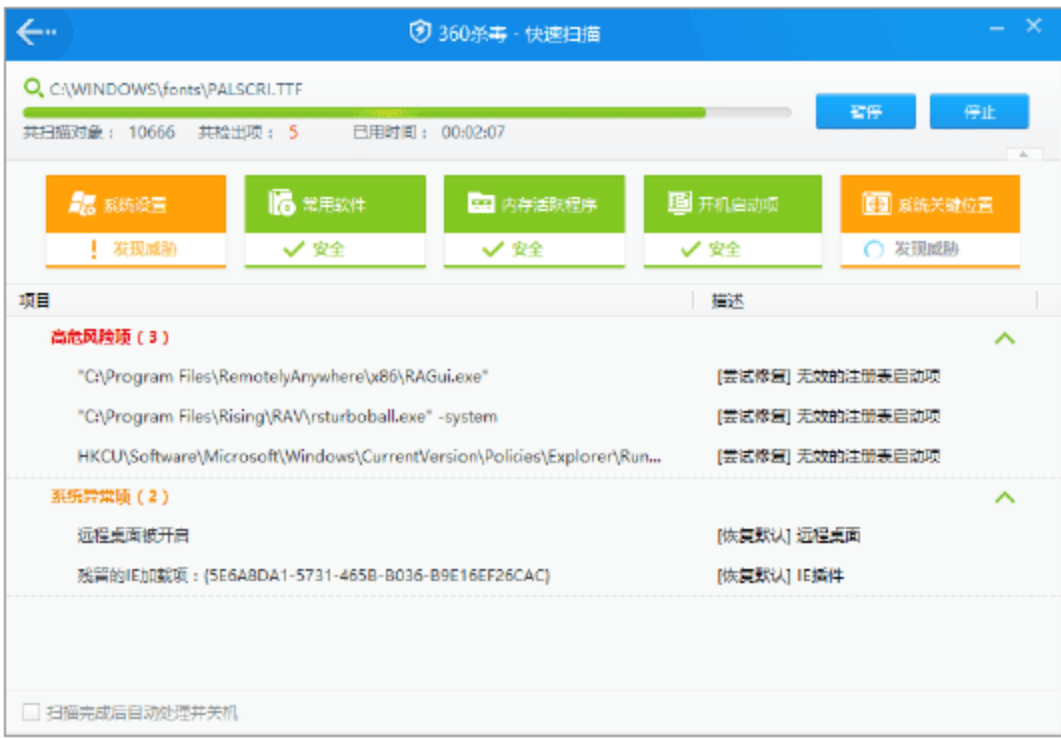 360杀毒 - 快速扫描
C:\WINDOWS\fonts\PALSCRI.TTF
暂停 停止
共扫描对象： 10666 共检出项： 5 已用时间： 00:02:07
系统设置 常用软件 内存活跃程序 开机启动项 系统关键位置
发现威胁 安全 安全 安全 发现威胁
项目 描述
高危风险项（3）
"C:\Program Files\RemotelyAnywhere\x86\RAGui.exe" [尝试修复] 无效的注册表启动项
"C:\Program Files\Rising\RAV\rsturboball.exe" -system [尝试修复] 无效的注册表启动项
HKCU\Software\Microsoft\Windows\CurrentVersion\Policies\Explorer\Run... [尝试修复] 无效的注册表启动项
系统异常项（2）
远程桌面被开启 [恢复默认] 远程桌面
残留的IE加载项：{5E6A8DA1-5731-465B-B036-B9E16EF26CAC} [恢复默认] IE插件
扫描完成后自动处理并关机